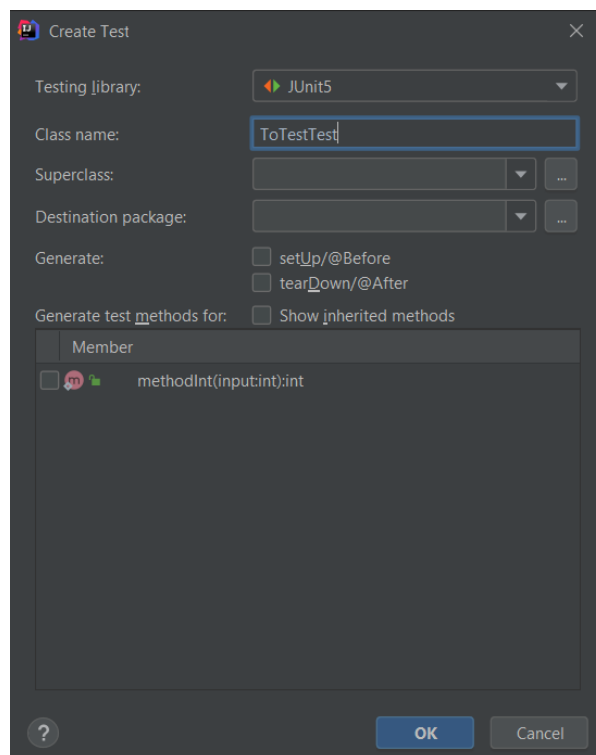 Create Test
Testing library: JUnit5
Class name: ToTestTest
Superclass: ...
Destination package: ...
Generate: setUp/@Before
tearDown/@After
Generate test methods for: Show inherited methods
Member
m methodInt(input:int):int
? OK Cancel